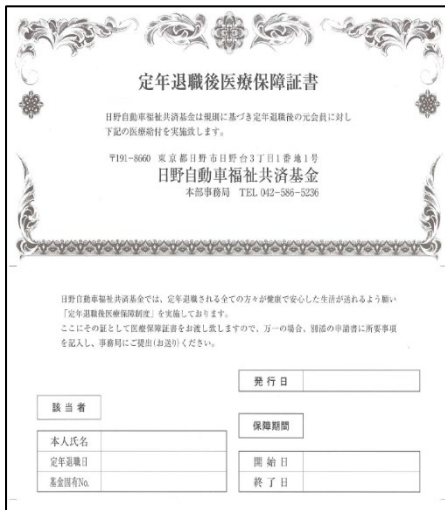 定年退職後医療保障証書
日野自動車福祉共済基金は規則に基づき定年退職後の元会員に対し
下記の医療給付を実施致します。
〒191-8660 東京都日野市日野台3丁目1番地1号
日野自動車福祉共済基金
本部事務局 TEL 042-586-5236
日野自動車福祉共済基金では、定年退職される全ての方々が健康で安心した生活が送れるよう願い
「定年退職後医療保障制度」を実施しております。
ここにその証として医療保障証書をお渡し致しますので、万一の場合、別添の申請書に所要事項
を記入し、事務局にご提出(お送り)ください。
発行日
該当者
保障期間
本人氏名
定年退職日
基金固有No.
開始日
終了日